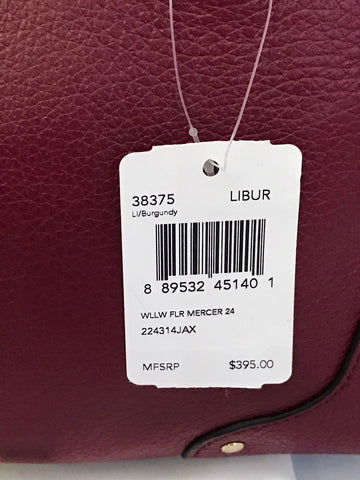 38375 LIBUR
LI/Burgundy
8 89532 45140 1
WLLW FLR MERCER 24
224314JAX
MFSRP $395.00